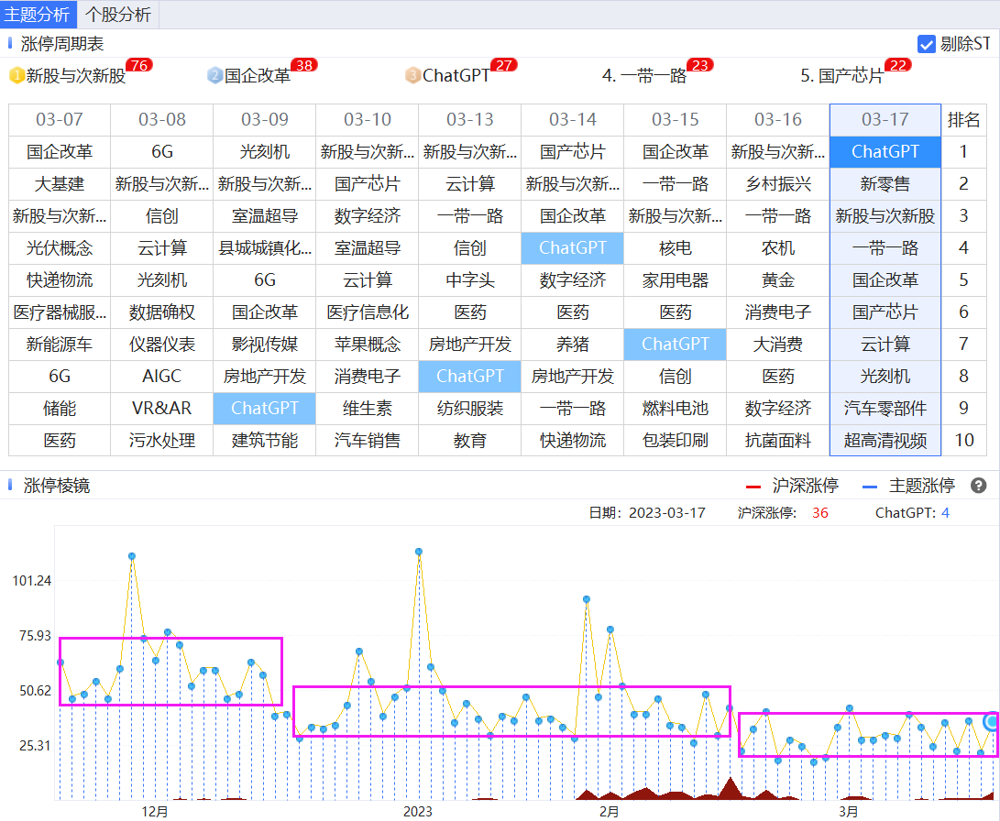 主题分析 个股分析
涨停周期表 剔除ST
1新股与次新股 76 2国企改革 38 3ChatGPT 27 4. 一带一路 23 5. 国产芯片 22
03-07 03-08 03-09 03-10 03-13 03-14 03-15 03-16 03-17 排名
国企改革 6G 光刻机 新股与次新... 新股与次新... 国产芯片 国企改革 新股与次新... ChatGPT 1
大基建 新股与次新... 新股与次新... 国产芯片 云计算 新股与次新... 一带一路 乡村振兴 新零售 2
新股与次新... 信创 室温超导 数字经济 一带一路 国企改革 新股与次新... 一带一路 新股与次新股 3
光伏概念 云计算 县城城镇化... 室温超导 信创 ChatGPT 核电 农机 一带一路 4
快递物流 光刻机 6G 云计算 中字头 数字经济 家用电器 黄金 国企改革 5
医疗器械服... 数据确权 国企改革 医疗信息化 医药 医药 医药 消费电子 国产芯片 6
新能源车 仪器仪表 影视传媒 苹果概念 房地产开发 养猪 ChatGPT 大消费 云计算 7
6G AIGC 房地产开发 消费电子 ChatGPT 房地产开发 信创 医药 光刻机 8
储能 VR&AR ChatGPT 维生素 纺织服装 一带一路 燃料电池 数字经济 汽车零部件 9
医药 污水处理 建筑节能 汽车销售 教育 快递物流 包装印刷 抗菌面料 超高清视频 10
涨停棱镜 沪深涨停 主题涨停 ?
日期: 2023-03-17 沪深涨停: 36 ChatGPT: 4
101.24
75.93
50.62
25.31
12月 2023 2月 3月